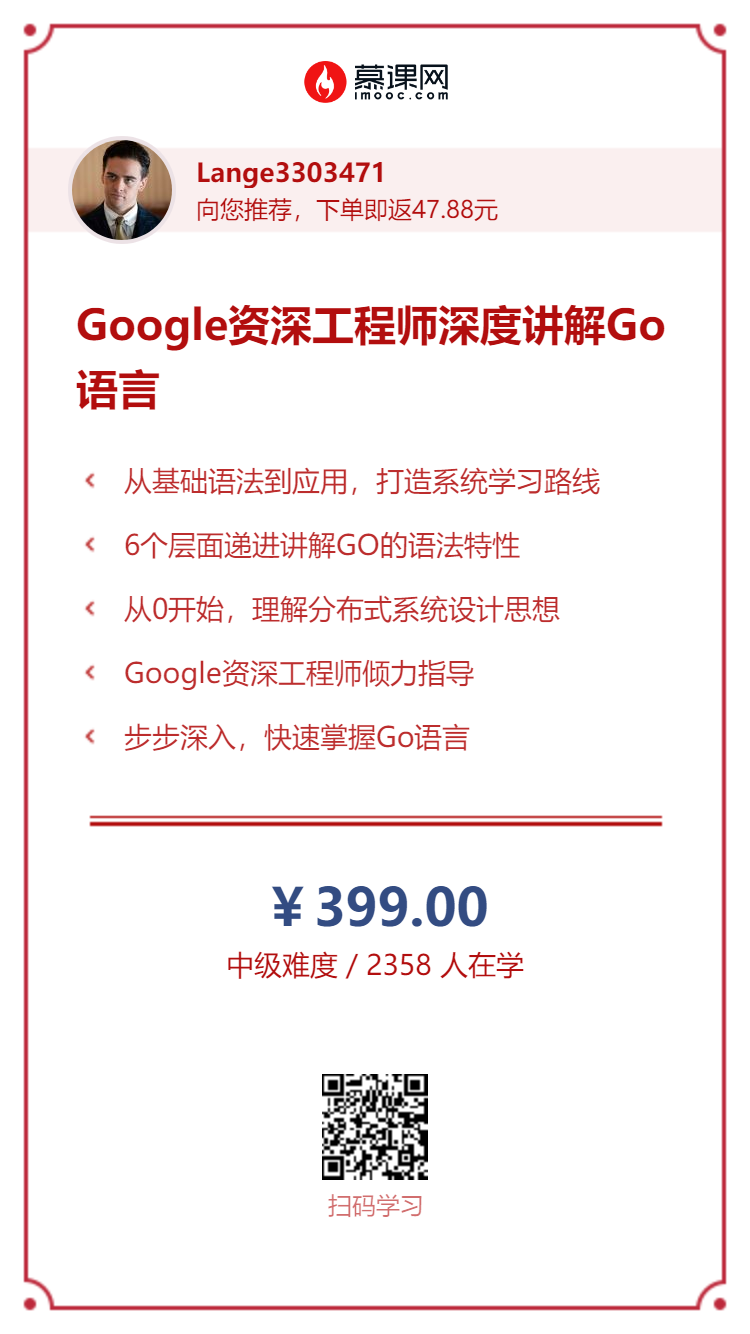 慕课网
imooc.com
Lange3303471
向您推荐，下单即返47.88元
Google资深工程师深度讲解Go
语言
从基础语法到应用，打造系统学习路线
6个层面递进讲解GO的语法特性
从0开始，理解分布式系统设计思想
Google资深工程师倾力指导
步步深入，快速掌握Go语言
￥399.00
中级难度 / 2358 人在学
扫码学习